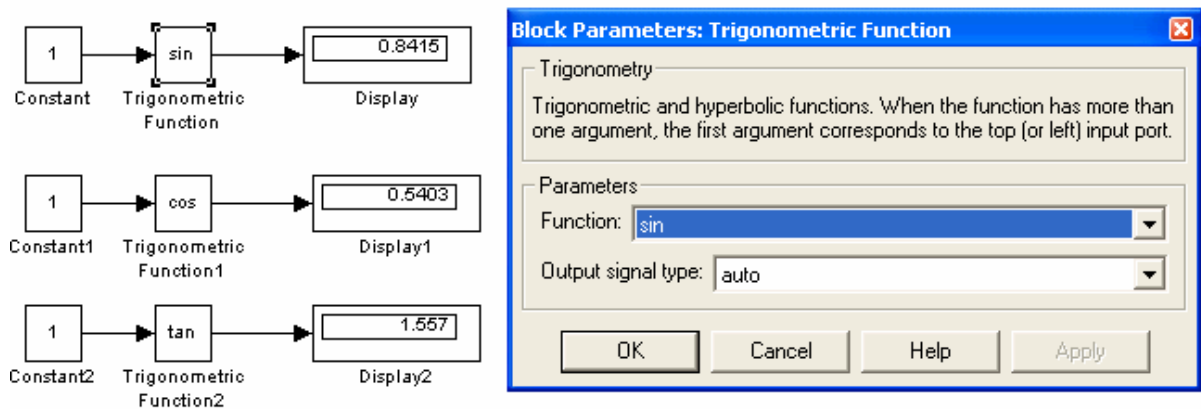 1
sin
0.8415
Constant
Trigonometric
Function
Display
1
cos
0.5403
Constant1
Trigonometric
Function1
Display1
1
tan
1.557
Constant2
Trigonometric
Function2
Display2
Block Parameters: Trigonometric Function
Trigonometry
Trigonometric and hyperbolic functions. When the function has more than
one argument, the first argument corresponds to the top (or left) input port.
Parameters
Function: sin
Output signal type: auto
OK Cancel Help Apply